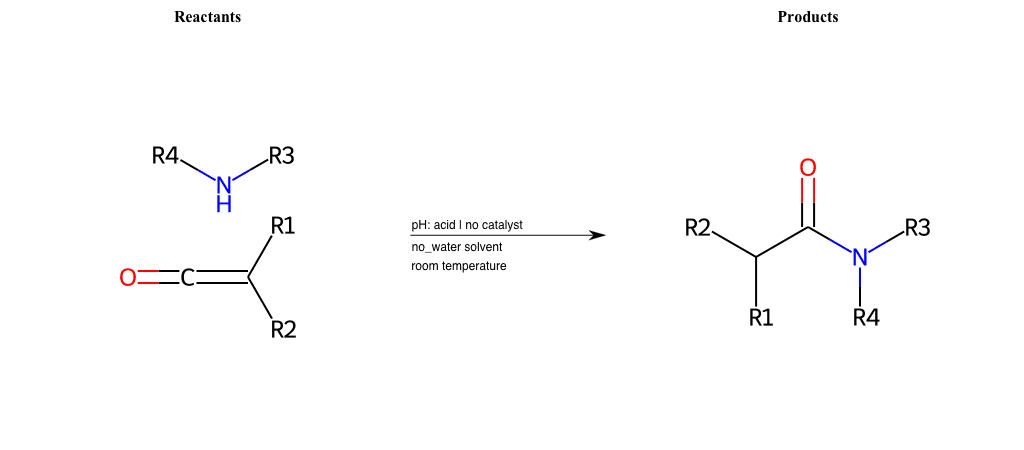 Reactants
Products
R4
R3
N
H
R1
O
C
R2
pH: acid | no catalyst
no_water solvent
room temperature
O
R2
R3
N
R1
R4